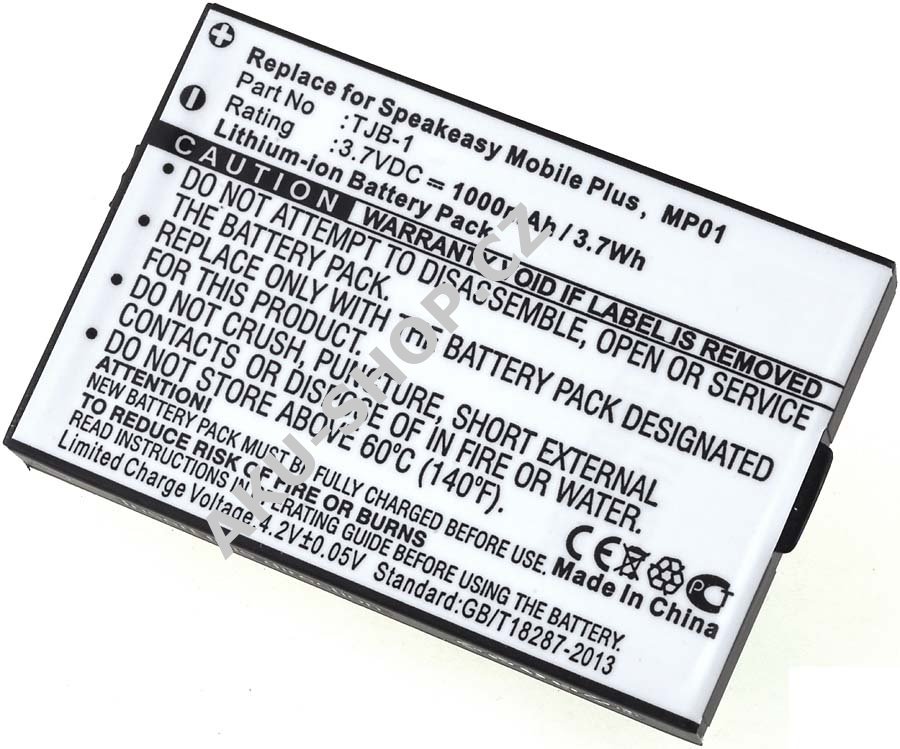 Replace for Speakeasy Mobile Plus, MP01
Part No :TJB-1
Rating :3.7VDC = 1000mAh / 3.7Wh
Lithium-ion Battery Pack
CAUTION WARRANTY VOID IF LABEL IS REMOVED
• DO NOT ATTEMPT TO DISASSEMBLE, OPEN OR SERVICE
THIS BATTERY PACK.
• REPLACE ONLY WITH THE BATTERY PACK DESIGNATED
FOR THIS PRODUCT.
• DO NOT CRUSH, PUNCTURE, SHORT EXTERNAL
CONTACTS OR DISPOSE OF IN FIRE OR WATER.
• DO NOT STORE ABOVE 60℃ (140℉).
ATTENTION!
NEW BATTERY PACK MUST BE FULLY CHARGED BEFORE USE.
TO REDUCE RISK OF FIRE OR BURNS
READ INSTRUCTIONS IN OPERATING GUIDE BEFORE USING THE BATTERY.
Limited Charge Voltage:4.2V±0.05V Standard:GB/T18287-2013
CE
PCT
Made In China
AKU-SHOP.CZ